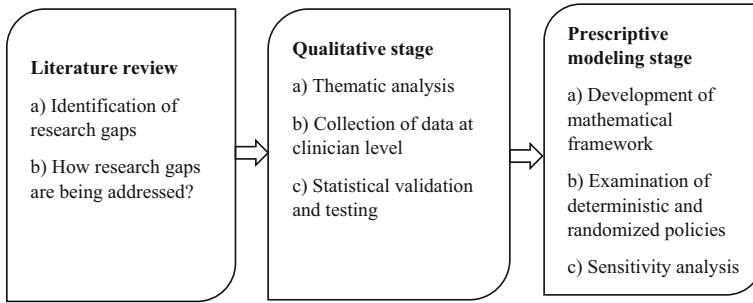 Literature review
a) Identification of
research gaps
b) How research gaps
are being addressed?
Qualitative stage
a) Thematic analysis
b) Collection of data at
clinician level
c) Statistical validation
and testing
Prescriptive
modeling stage
a) Development of
mathematical
framework
b) Examination of
deterministic and
randomized policies
c) Sensitivity analysis